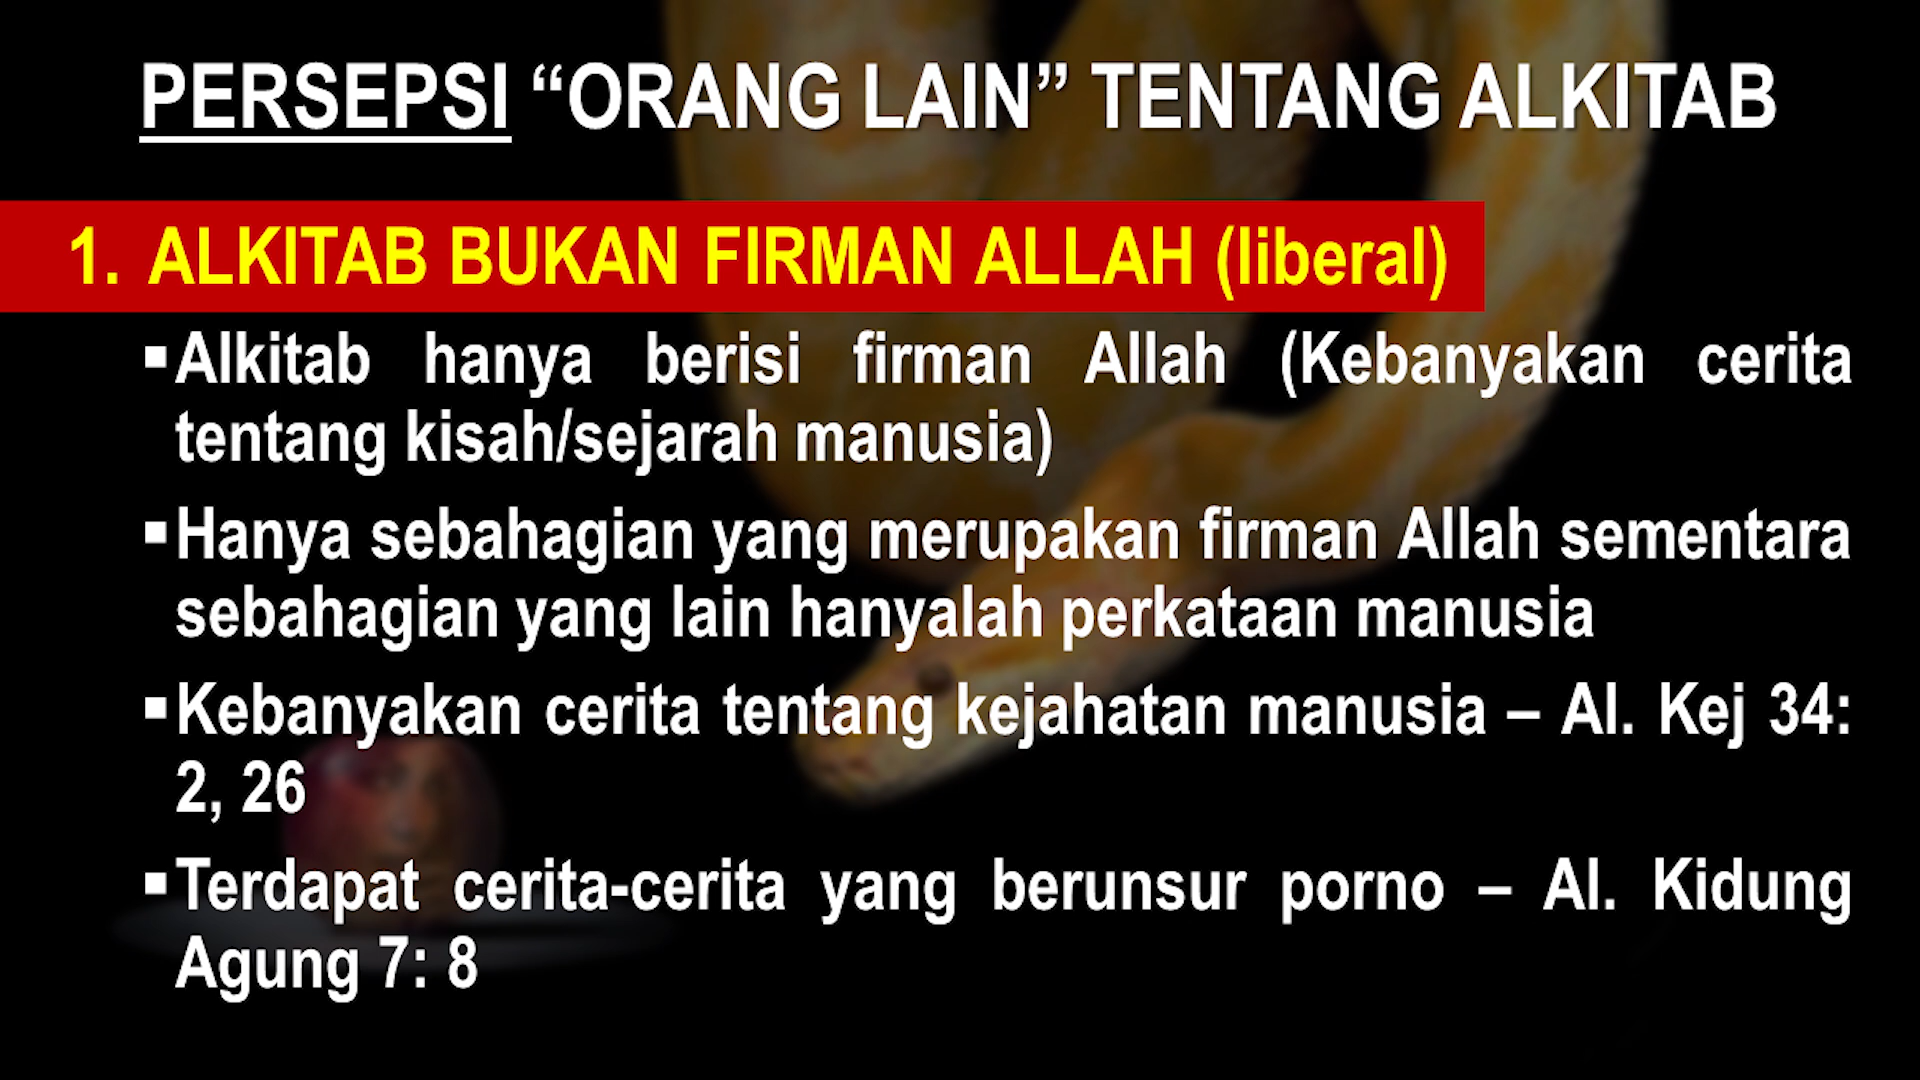 PERSEPSI “ORANG LAIN” TENTANG ALKITAB
1. ALKITAB BUKAN FIRMAN ALLAH (liberal)
▪Alkitab hanya berisi firman Allah (Kebanyakan cerita
tentang kisah/sejarah manusia)
▪Hanya sebahagian yang merupakan firman Allah sementara
sebahagian yang lain hanyalah perkataan manusia
▪Kebanyakan cerita tentang kejahatan manusia – Al. Kej 34:
2, 26
▪Terdapat cerita-cerita yang berunsur porno – Al. Kidung
Agung 7: 8